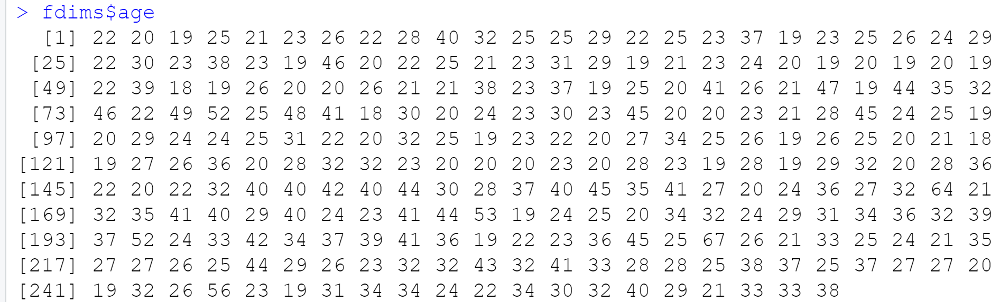 > fdims$age
[1] 22 20 19 25 21 23 26 22 28 40 32 25 25 29 22 25 23 37 19 23 25 26 24 29
[25] 22 30 23 38 23 19 46 20 22 25 21 23 31 29 19 21 23 24 20 19 20 19 20 19
[49] 22 39 18 19 26 20 20 26 21 21 38 23 37 19 25 20 41 26 21 47 19 44 35 32
[73] 46 22 49 52 25 48 41 18 30 20 24 23 30 23 45 20 20 23 21 28 45 24 25 19
[97] 20 29 24 24 25 31 22 20 32 25 19 23 22 20 27 34 25 26 19 26 25 20 21 18
[121] 19 27 26 36 20 28 32 32 23 20 20 20 23 20 28 23 19 28 19 29 32 20 28 36
[145] 22 20 22 32 40 40 42 40 44 30 28 37 40 45 35 41 27 20 24 36 27 32 64 21
[169] 32 35 41 40 29 40 24 23 41 44 53 19 24 25 20 34 32 24 29 31 34 36 32 39
[193] 37 52 24 33 42 34 37 39 41 36 19 22 23 36 45 25 67 26 21 33 25 24 21 35
[217] 27 27 26 25 44 29 26 23 32 32 43 32 41 33 28 28 25 38 37 25 37 27 27 20
[241] 19 32 26 56 23 19 31 34 34 24 22 34 30 32 40 29 21 33 33 38